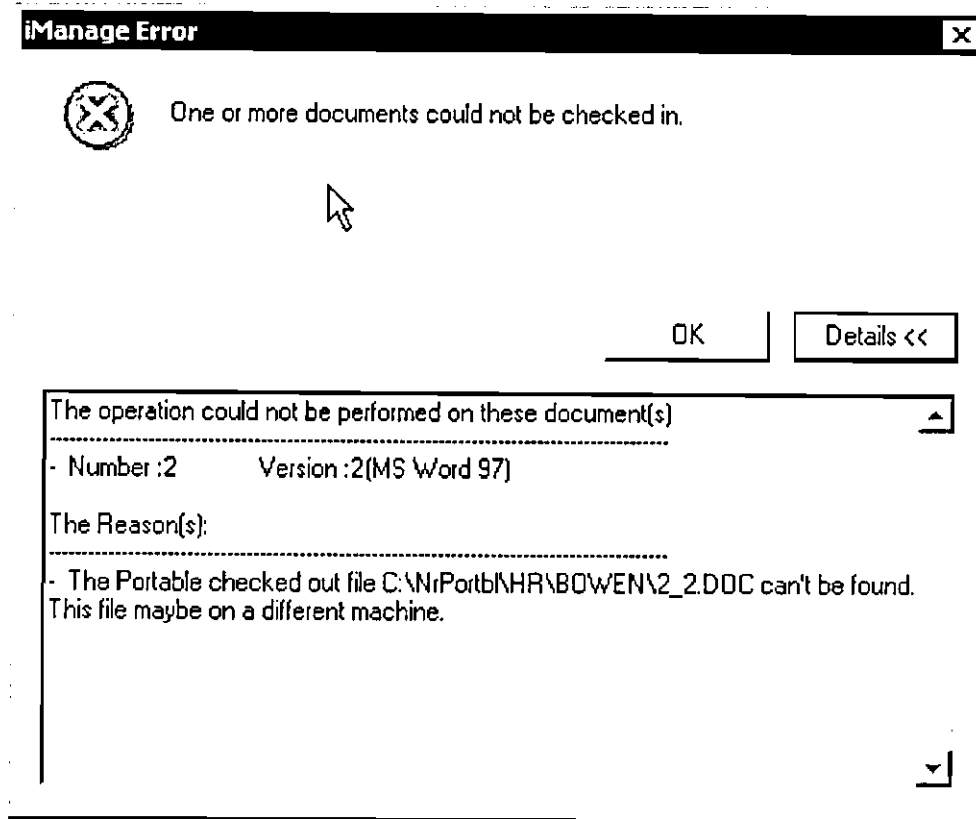 iManage Error
One or more documents could not be checked in.
OK
Details <<
The operation could not be performed on these document(s)
- Number :2 Version :2(MS Word 97)
The Reason(s):
- The Portable checked out file C:\NrPortbl\HR\BOWEN\2_2.DOC can't be found.
This file maybe on a different machine.